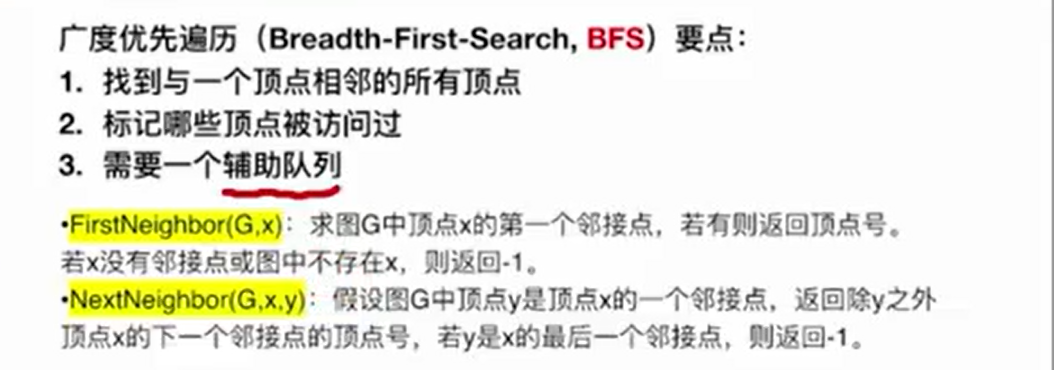 广度优先遍历（Breadth-First-Search, BFS）要点：
1. 找到与一个顶点相邻的所有顶点
2. 标记哪些顶点被访问过
3. 需要一个辅助队列
•FirstNeighbor(G,x)：求图G中顶点x的第一个邻接点，若有则返回顶点号。
若x没有邻接点或图中不存在x，则返回-1。
•NextNeighbor(G,x,y)：假设图G中顶点y是顶点x的一个邻接点，返回除y之外
顶点x的下一个邻接点的顶点号，若y是x的最后一个邻接点，则返回-1。